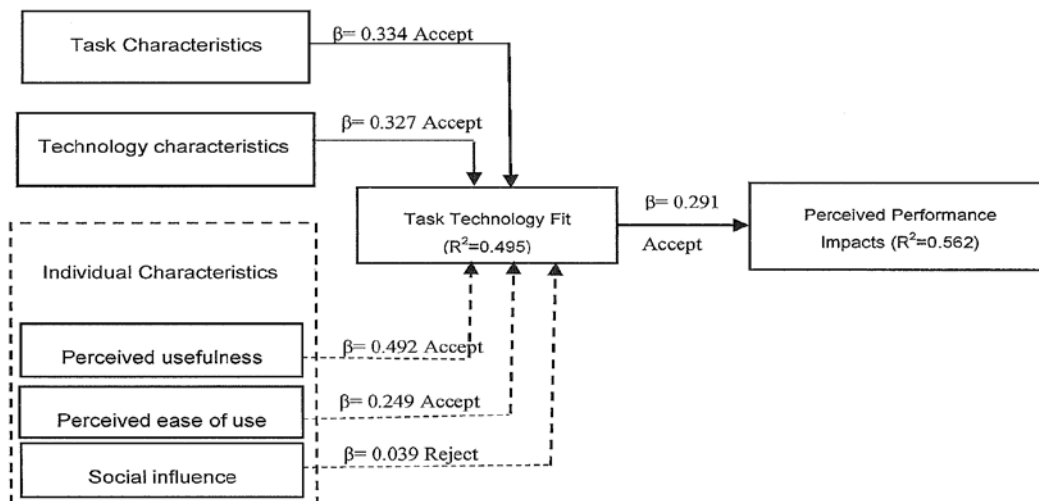 Task Characteristics
β= 0.334 Accept
Technology characteristics
β= 0.327 Accept
Task Technology Fit
(R²=0.495)
β= 0.291
Accept
Perceived Performance
Impacts (R²=0.562)
Individual Characteristics
Perceived usefulness
β= 0.492 Accept
Perceived ease of use
β= 0.249 Accept
Social influence
β= 0.039 Reject